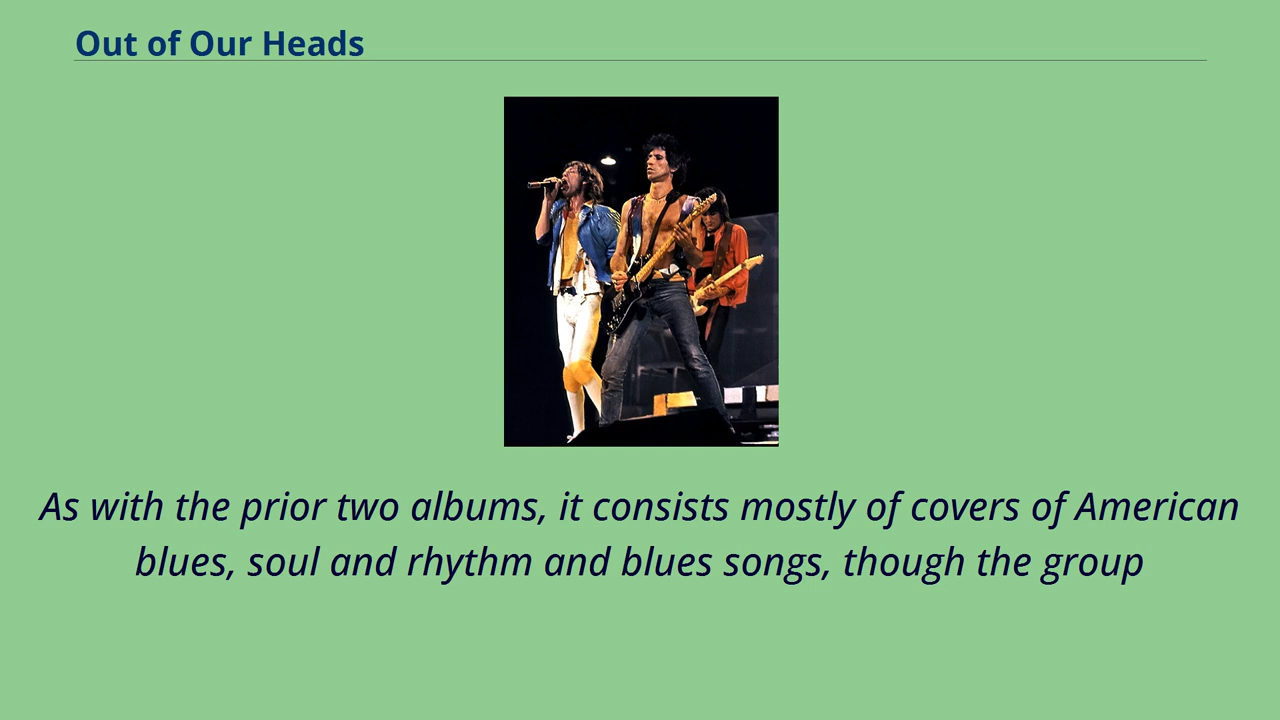 Out of Our Heads
As with the prior two albums, it consists mostly of covers of American
blues, soul and rhythm and blues songs, though the group